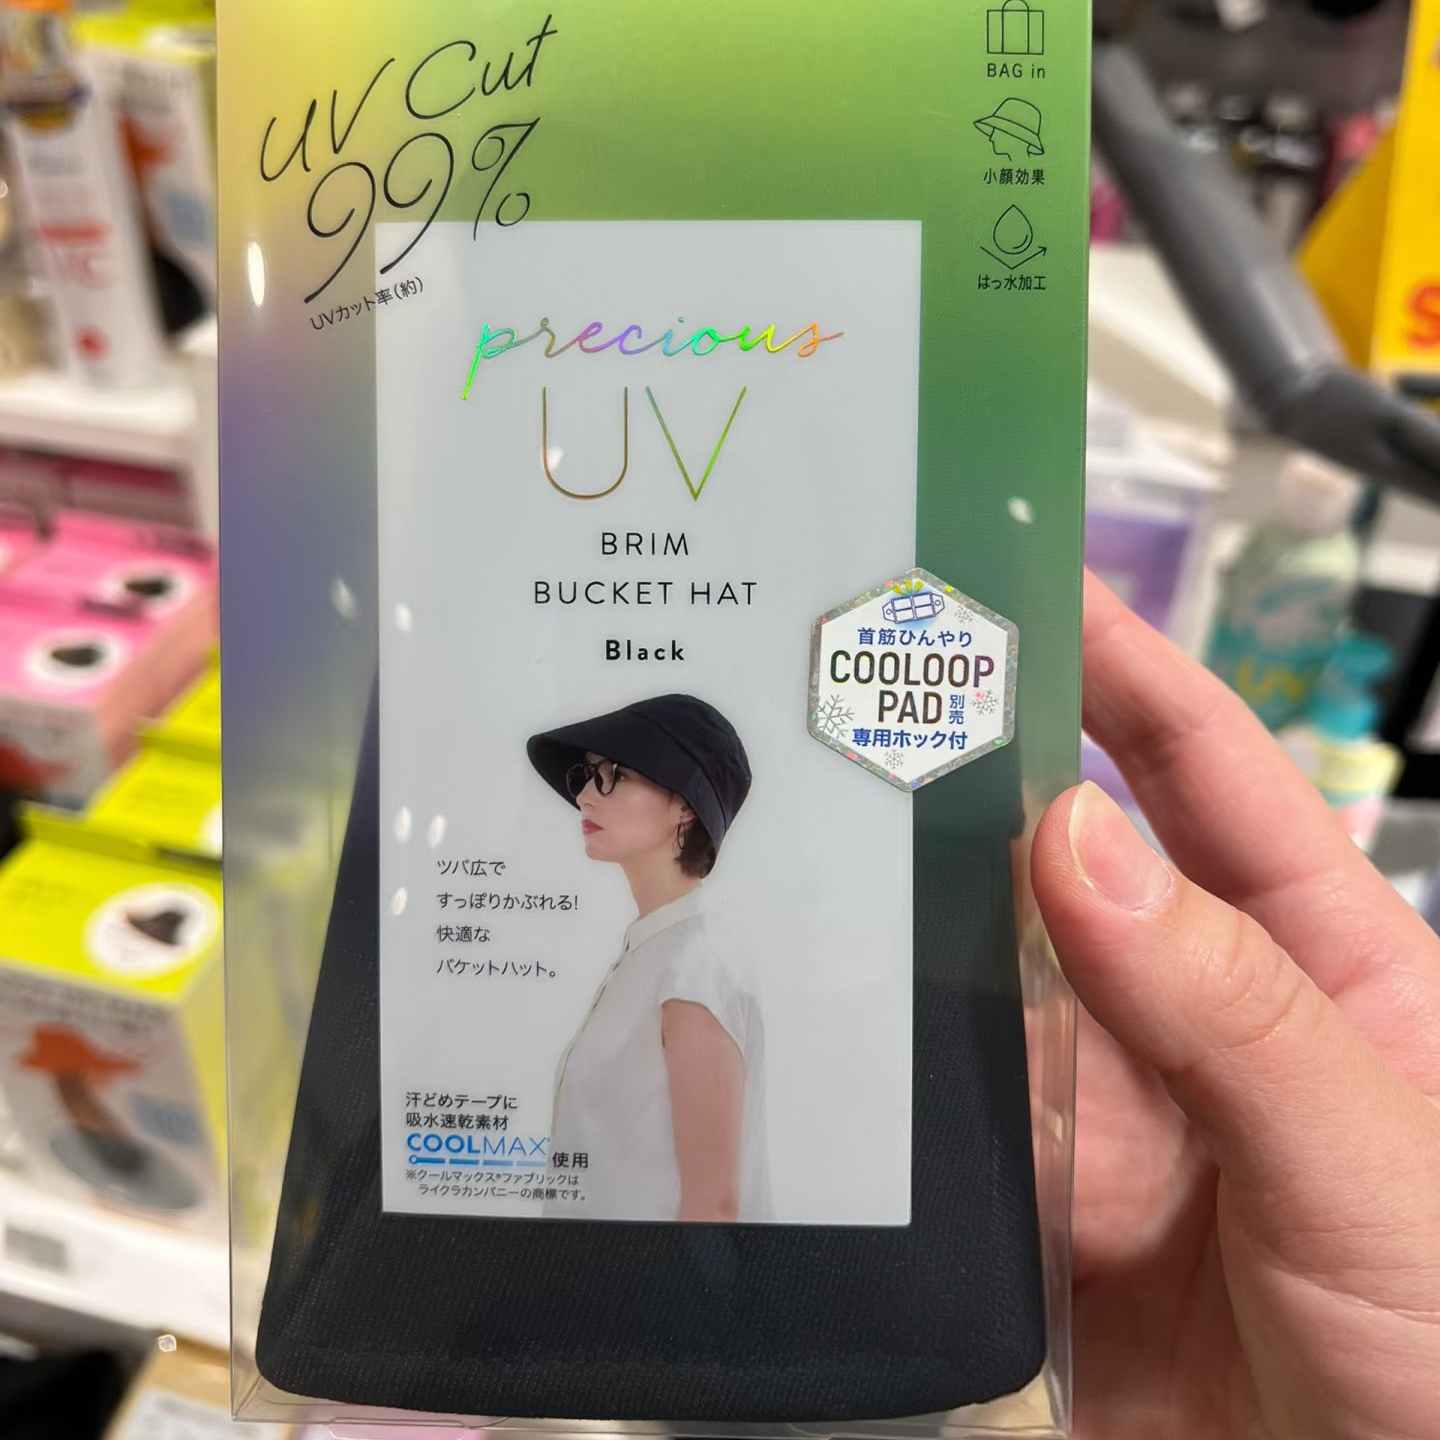 UV Cut
99%
UVカット率(約)
BAG in
小顔効果
はっ水加工
precious
UV
BRIM
BUCKET HAT
Black
首筋ひんやり
COOLOOP
PAD 別売
専用ホック付
ツバ広で
すっぽりかぶれる!
快適な
バケットハット。
汗どめテープに
吸水速乾素材
COOLMAX® 使用
※クールマックス®ファブリックは
ライクラカンパニーの商標です。
UV